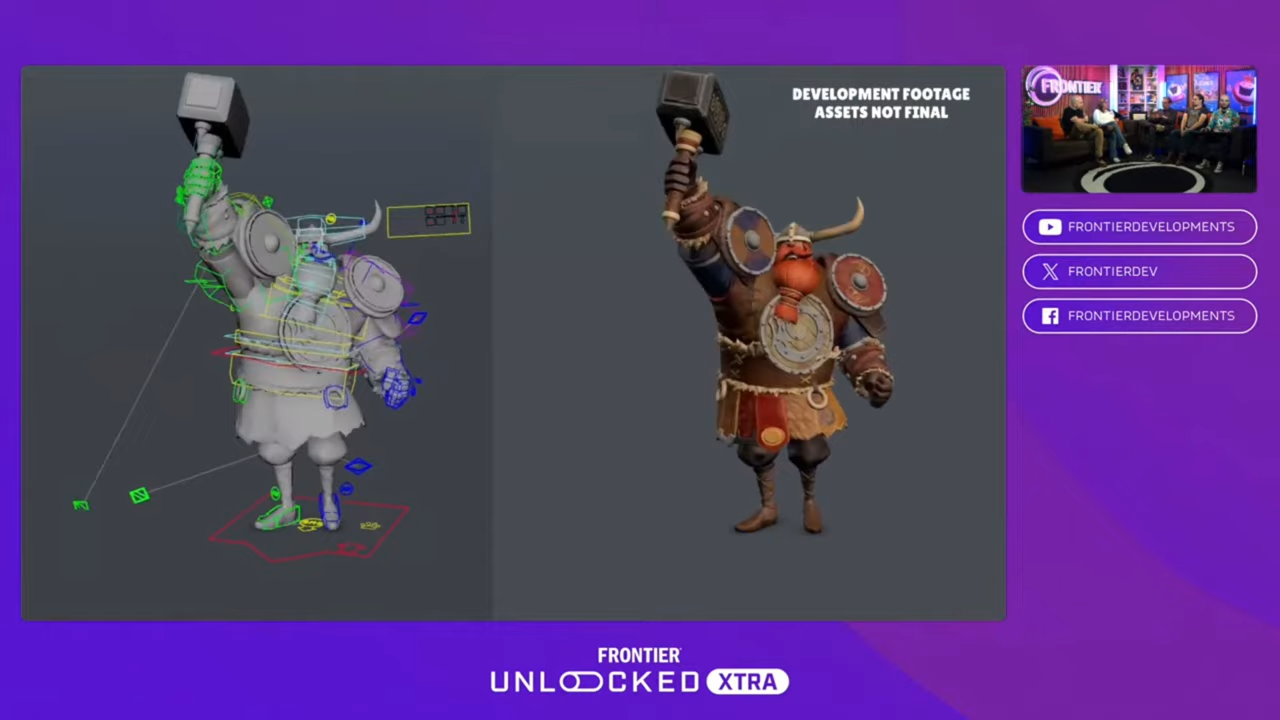 DEVELOPMENT FOOTAGE
ASSETS NOT FINAL
FRONTIER
FRONTIERDEVELOPMENTS
FRONTIERDEV
FRONTIERDEVELOPMENTS
FRONTIER
UNLOCKED XTRA